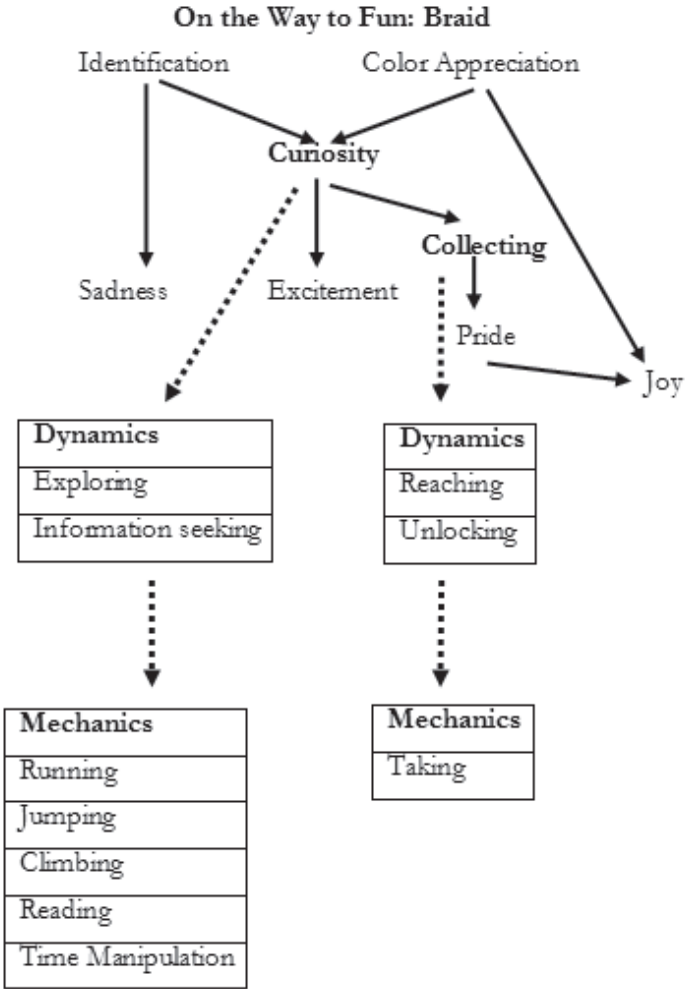 On the Way to Fun: Braid
Identification
Color Appreciation
Curiosity
Collecting
Sadness
Excitement
Pride
Joy
Dynamics
Exploring
Information seeking
Dynamics
Reaching
Unlocking
Mechanics
Running
Jumping
Climbing
Reading
Time Manipulation
Mechanics
Taking